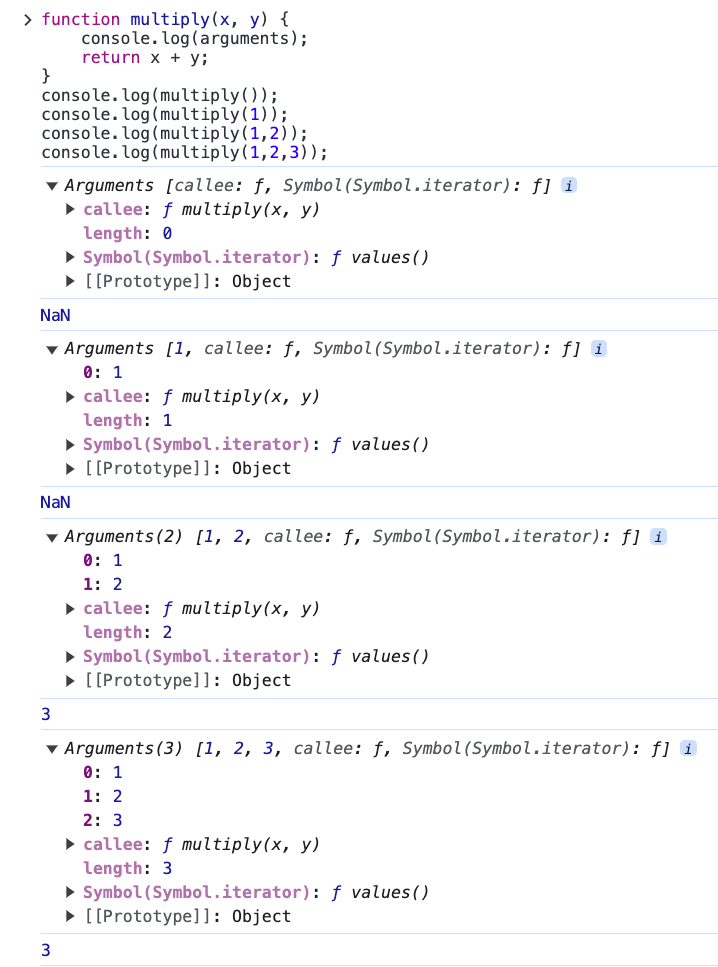 function multiply(x, y) {
    console.log(arguments);
    return x + y;
}
console.log(multiply());
console.log(multiply(1));
console.log(multiply(1,2));
console.log(multiply(1,2,3));
Arguments [callee: ƒ, Symbol(Symbol.iterator): ƒ] i
callee: ƒ multiply(x, y)
length: 0
Symbol(Symbol.iterator): ƒ values()
[[Prototype]]: Object
NaN
Arguments [1, callee: ƒ, Symbol(Symbol.iterator): ƒ] i
0: 1
callee: ƒ multiply(x, y)
length: 1
Symbol(Symbol.iterator): ƒ values()
[[Prototype]]: Object
NaN
Arguments(2) [1, 2, callee: ƒ, Symbol(Symbol.iterator): ƒ] i
0: 1
1: 2
callee: ƒ multiply(x, y)
length: 2
Symbol(Symbol.iterator): ƒ values()
[[Prototype]]: Object
3
Arguments(3) [1, 2, 3, callee: ƒ, Symbol(Symbol.iterator): ƒ] i
0: 1
1: 2
2: 3
callee: ƒ multiply(x, y)
length: 3
Symbol(Symbol.iterator): ƒ values()
[[Prototype]]: Object
3